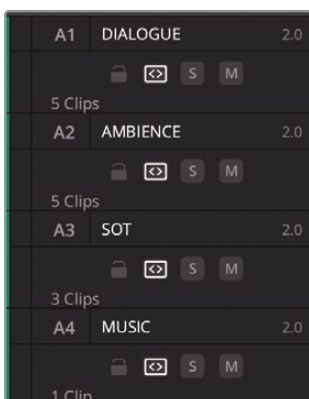 A1 DIALOGUE 2.0
S M
5 Clips
A2 AMBIENCE 2.0
S M
5 Clips
A3 SOT 2.0
S M
3 Clips
A4 MUSIC 2.0
S M
1 Clip